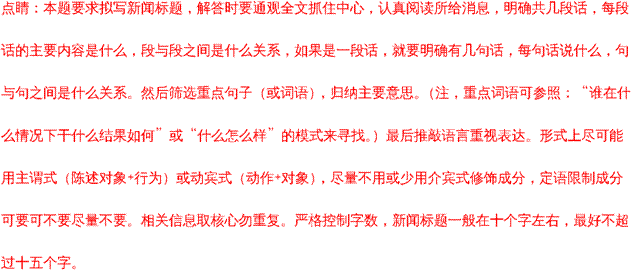 点睛：本题要求拟写新闻标题，解答时要通观全文抓住中心，认真阅读所给消息，明确共几段话，每段
话的主要内容是什么，段与段之间是什么关系，如果是一段话，就要明确有几句话，每句话说什么，句
与句之间是什么关系。然后筛选重点句子（或词语），归纳主要意思。（注，重点词语可参照：“谁在什
么情况下干什么结果如何”或“什么怎么样”的模式来寻找。）最后推敲语言重视表达。形式上尽可能
用主谓式（陈述对象+行为）或动宾式（动作+对象），尽量不用或少用介宾式修饰成分，定语限制成分
可要可不要尽量不要。相关信息取核心勿重复。严格控制字数，新闻标题一般在十个字左右，最好不超
过十五个字。